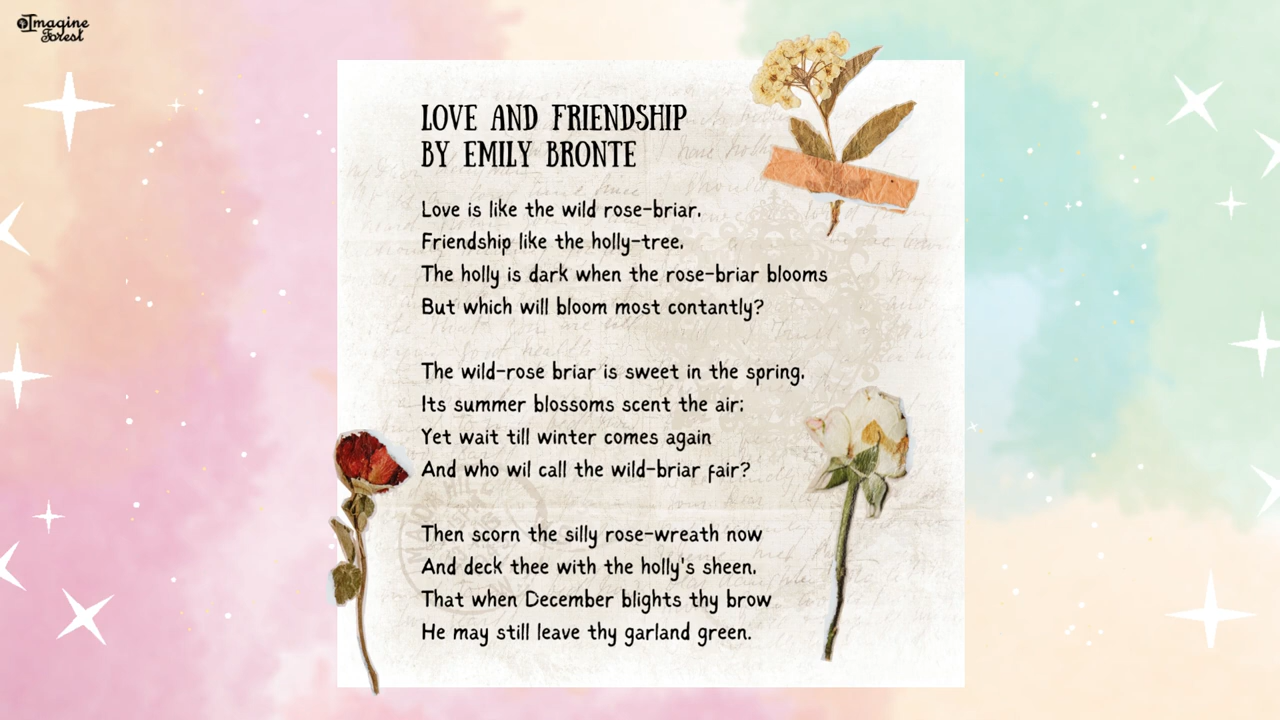 Imagine
Forest
LOVE AND FRIENDSHIP
BY EMILY BRONTE
Love is like the wild rose-briar,
Friendship like the holly-tree,
The holly is dark when the rose-briar blooms
But which will bloom most contantly?
The wild-rose briar is sweet in the spring,
Its summer blossoms scent the air;
Yet wait till winter comes again
And who wil call the wild-briar fair?
Then scorn the silly rose-wreath now
And deck thee with the holly's sheen,
That when December blights thy brow
He may still leave thy garland green.